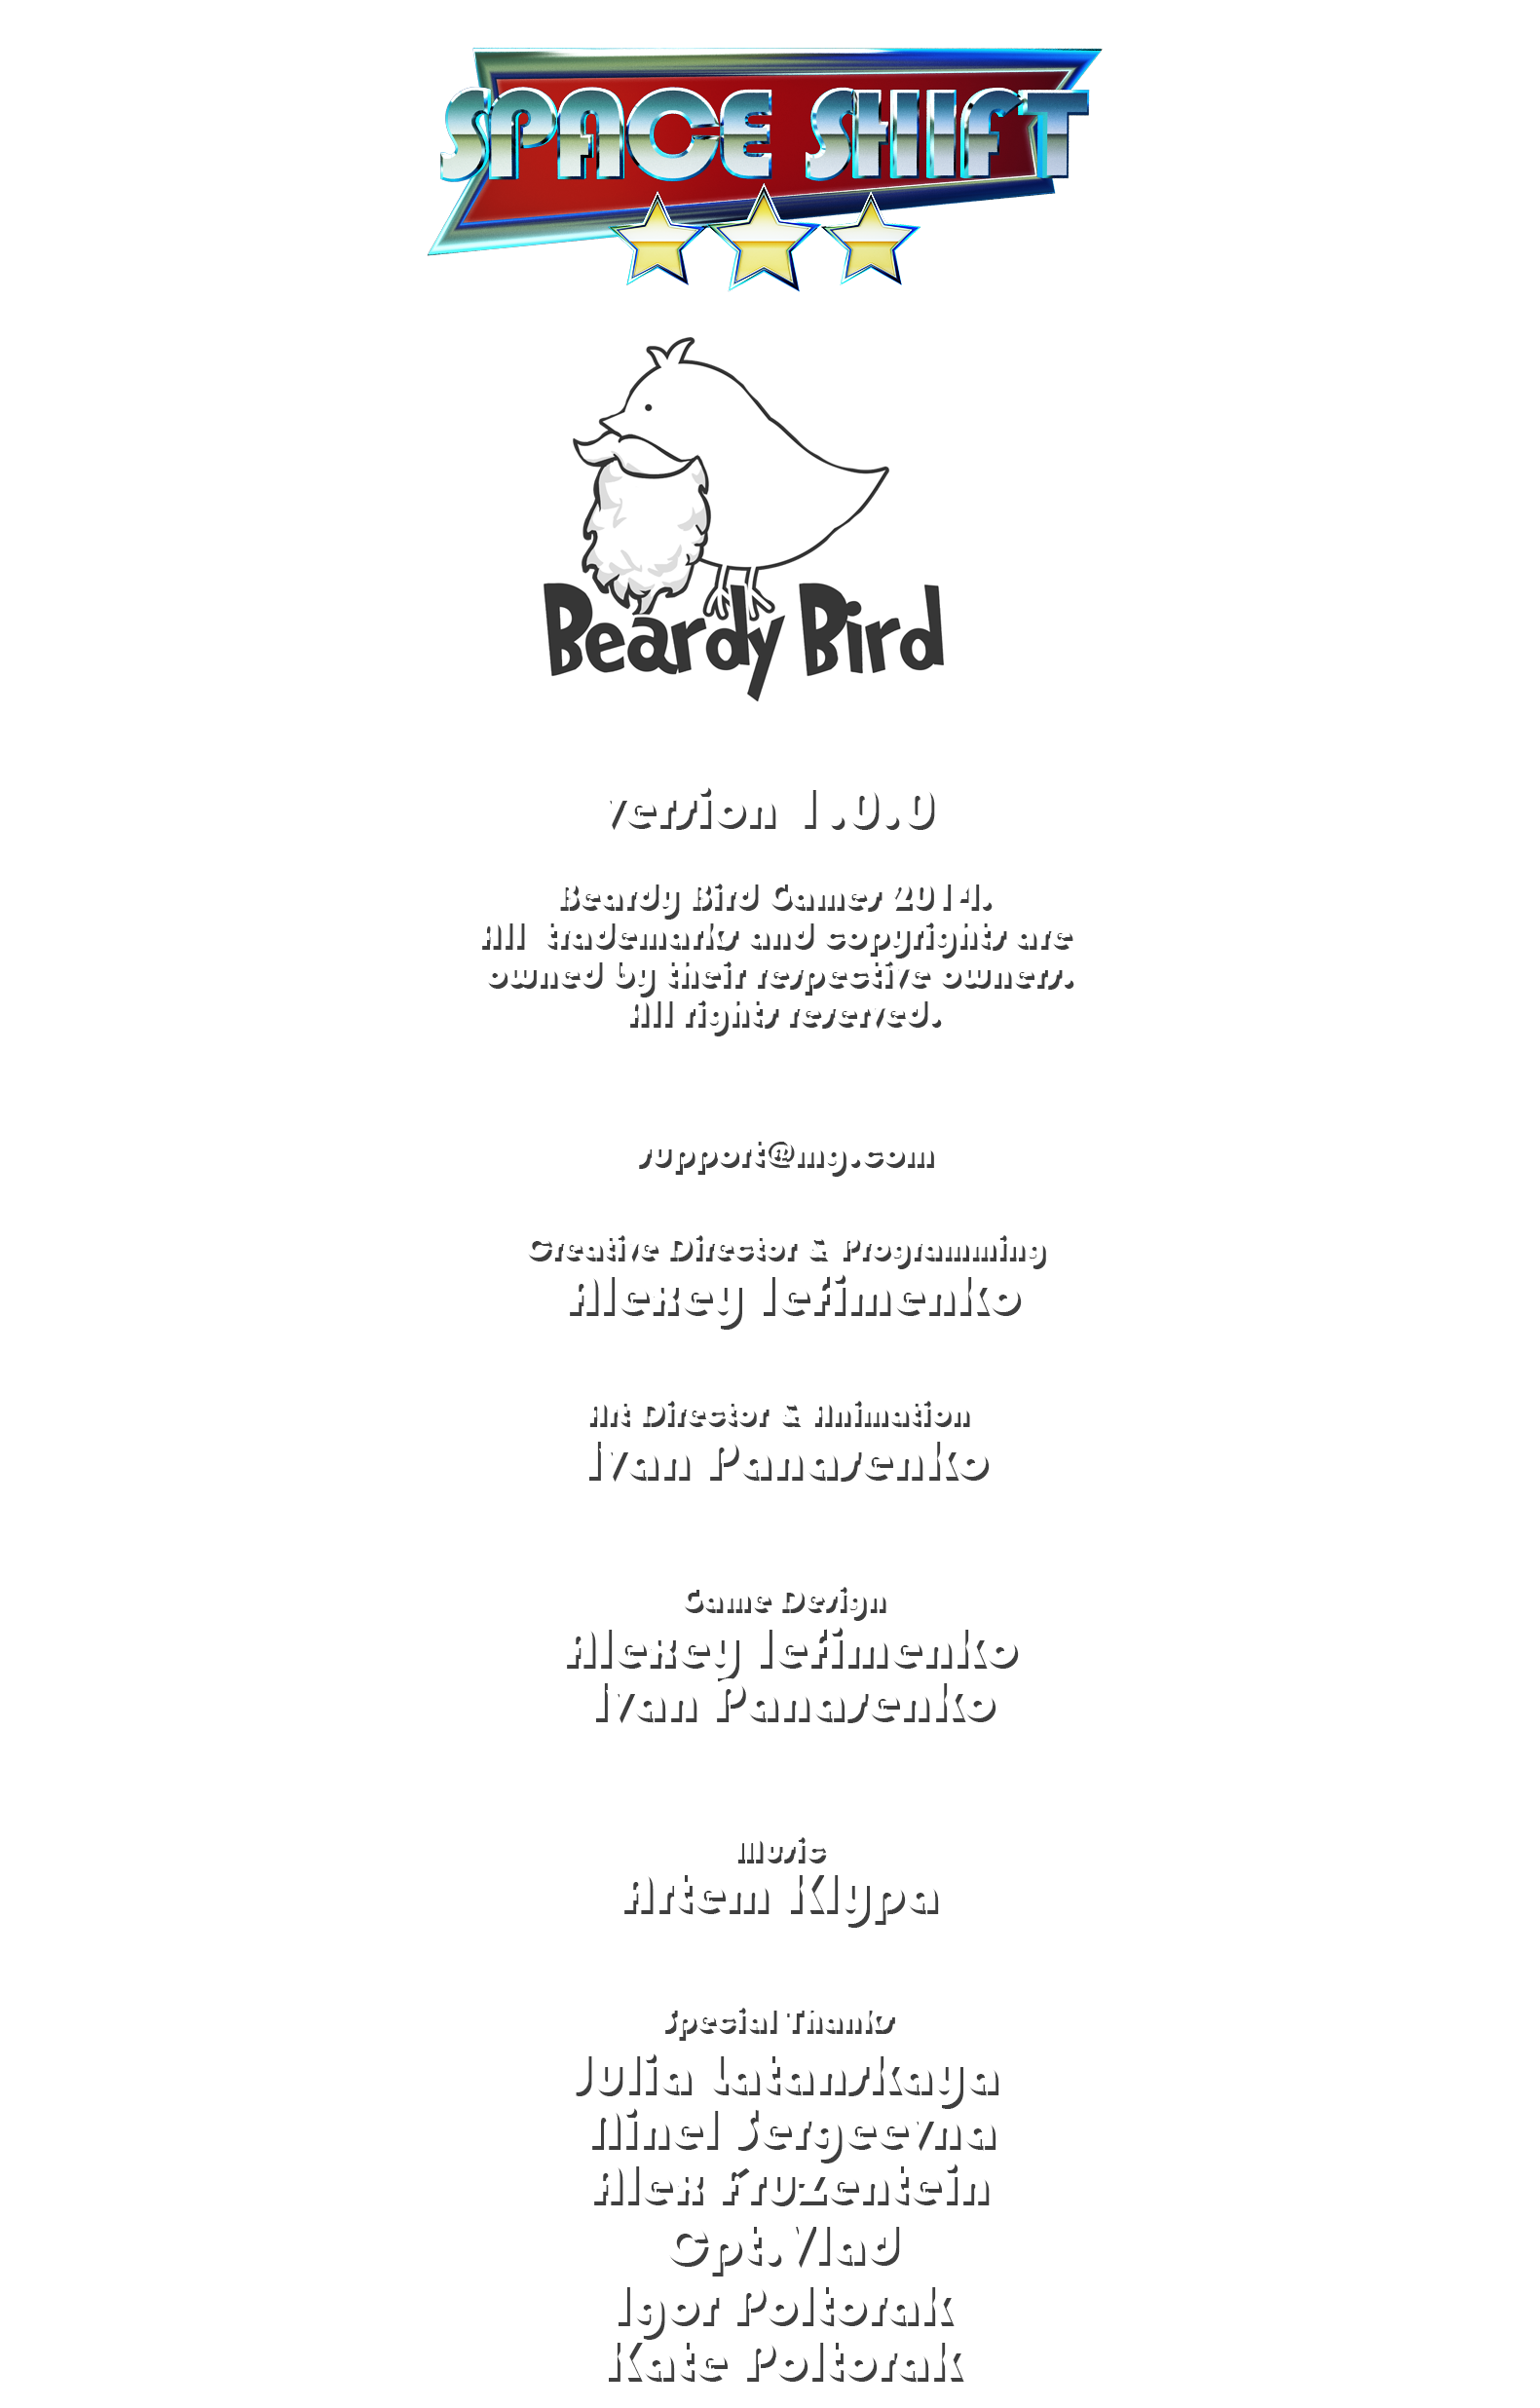 SPACE SHIFT
Beardy Bird
version 1.0.0
Beardy Bird Games 2014.
All trademarks and copyrights are
owned by their respective owners.
All rights reserved.
support@mg.com
Creative Director & Programming
Alexey Iefimenko
Art Director & Animation
Ivan Panasenko
Game Design
Alexey Iefimenko
Ivan Panasenko
Music
Artem Klypa
Special Thanks
Julia Latanskaya
Ninel Sergeevna
Alex Fruzentein
Cpt. Vlad
Igor Poltorak
Kate Poltorak